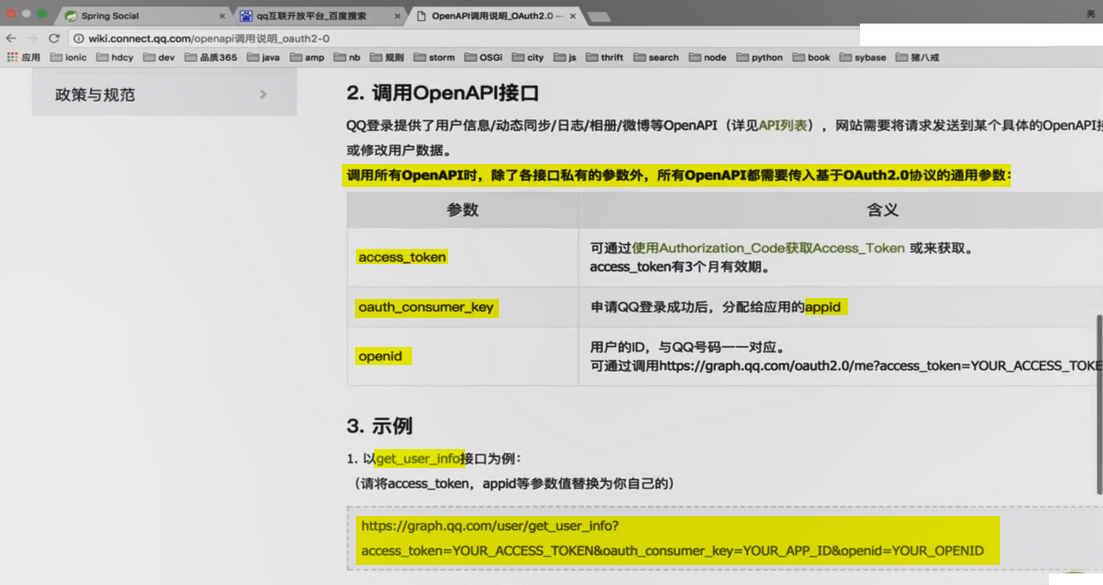 Spring Social
qq互联开放平台_百度搜索
OpenAPI调用说明_OAuth2.0 —
亮
wiki.connect.qq.com/openapi调用说明_oauth2-0
应用 ionic hdcy dev 品质365 java amp nb 规则 storm OSGi city js thrift search node python book sybase 猪八戒
政策与规范
2. 调用OpenAPI接口
QQ登录提供了用户信息/动态同步/日志/相册/微博等OpenAPI（详见API列表），网站需要将请求发送到某个具体的OpenAPI接
或修改用户数据。
调用所有OpenAPI时，除了各接口私有的参数外，所有OpenAPI都需要传入基于OAuth2.0协议的通用参数：
参数 含义
access_token
可通过使用Authorization_Code获取Access_Token 或来获取。
access_token有3个月有效期。
oauth_consumer_key
申请QQ登录成功后，分配给应用的appid
openid
用户的ID，与QQ号码一一对应。
可通过调用https://graph.qq.com/oauth2.0/me?access_token=YOUR_ACCESS_TOKE
3. 示例
1. 以get_user_info接口为例：
（请将access_token，appid等参数值替换为你自己的）
https://graph.qq.com/user/get_user_info?
access_token=YOUR_ACCESS_TOKEN&oauth_consumer_key=YOUR_APP_ID&openid=YOUR_OPENID